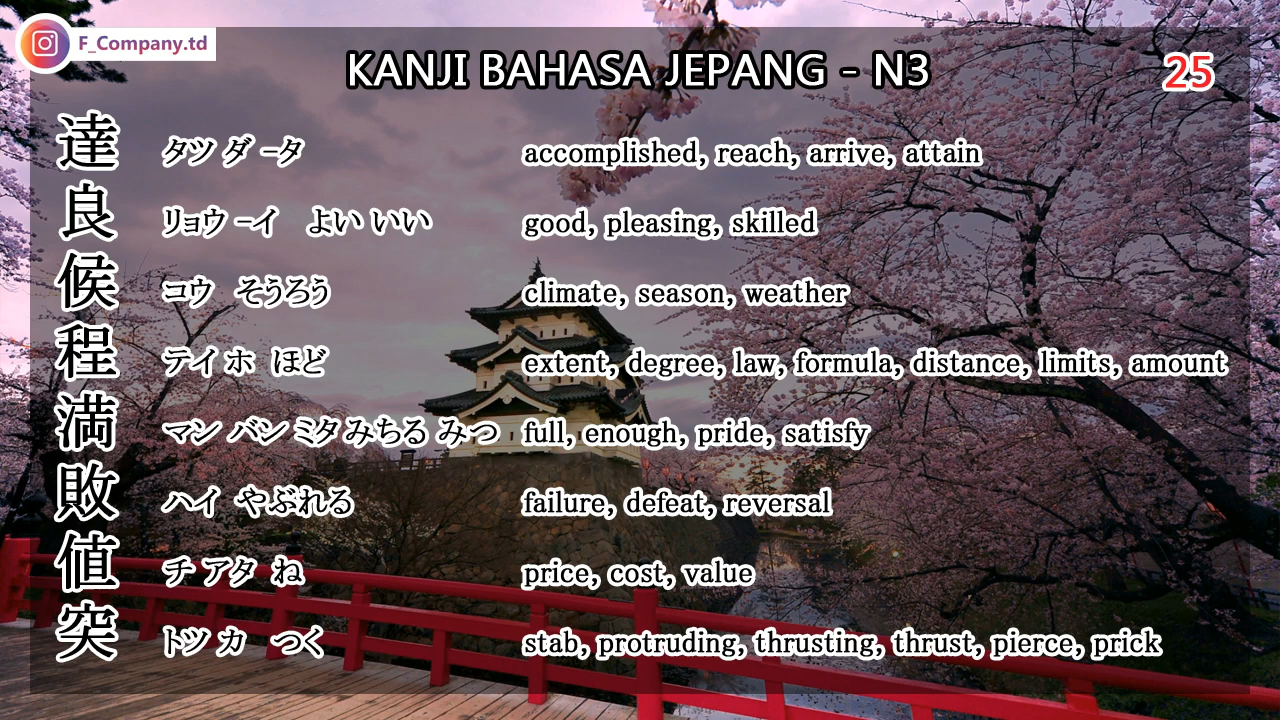 F_Company.td
KANJI BAHASA JEPANG - N3
25
達 タツ ダ -タ accomplished, reach, arrive, attain
良 リョウ -イ よい いい good, pleasing, skilled
候 コウ そうろう climate, season, weather
程 テイ ホ ほど extent, degree, law, formula, distance, limits, amount
満 マン バン ミタ みちる みつ full, enough, pride, satisfy
敗 ハイ やぶれる failure, defeat, reversal
値 チ アタ ね price, cost, value
突 トツ カ つく stab, protruding, thrusting, thrust, pierce, prick